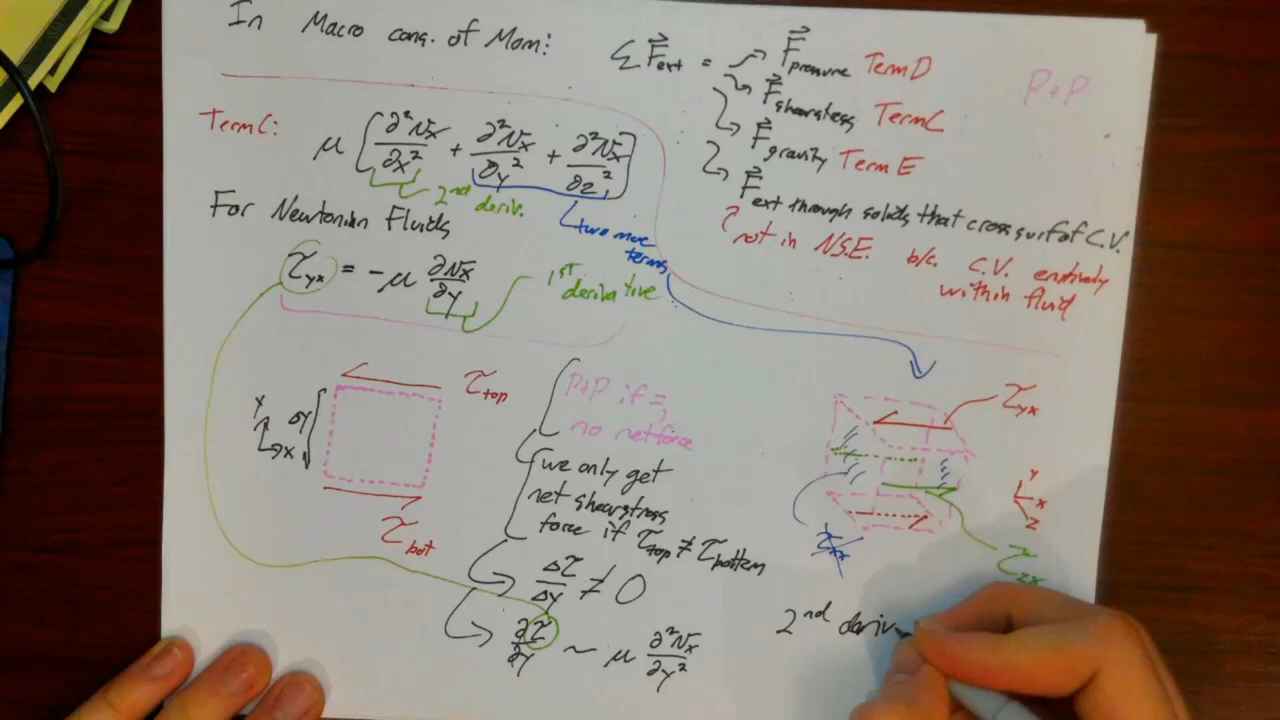 In Macro cons. of Mom:
Σ F⃗ext = → F⃗pressure Term D
F⃗shearstess Term C
F⃗gravity Term E
F⃗ext through solids that cross surf of C.V.
not in N.S.E. b/c. C.V. entirively
within fluid
P+P
Term C: μ [∂²Vx/∂x² + ∂²Vx/∂y² + ∂²Vx/∂z²]
2nd deriv.
two more
terms
For Newtonian Fluids
τyx = -μ ∂Vx/∂y
1ST
derivative
τtop
Y Δy
x
τbot
P+P if =,
no net force
we only get
net shearstress
force if τtop ≠ τbottom
Δτ/Δy ≠ 0
∂τ/∂y ~ μ ∂²Vx/∂y²
τyx
Y
x
z
τxx
τzx
2nd deriv